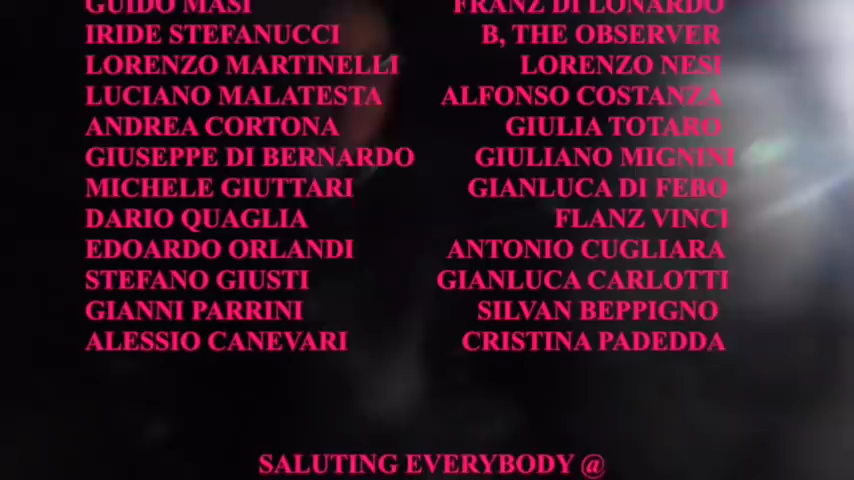 GUIDO MASI FRANZ DI LONARDO
IRIDE STEFANUCCI B, THE OBSERVER
LORENZO MARTINELLI LORENZO NESI
LUCIANO MALATESTA ALFONSO COSTANZA
ANDREA CORTONA GIULIA TOTARO
GIUSEPPE DI BERNARDO GIULIANO MIGNINI
MICHELE GIUTTARI GIANLUCA DI FEBO
DARIO QUAGLIA FLANZ VINCI
EDOARDO ORLANDI ANTONIO CUGLIARA
STEFANO GIUSTI GIANLUCA CARLOTTI
GIANNI PARRINI SILVAN BEPPIGNO
ALESSIO CANEVARI CRISTINA PADEDDA
SALUTING EVERYBODY @